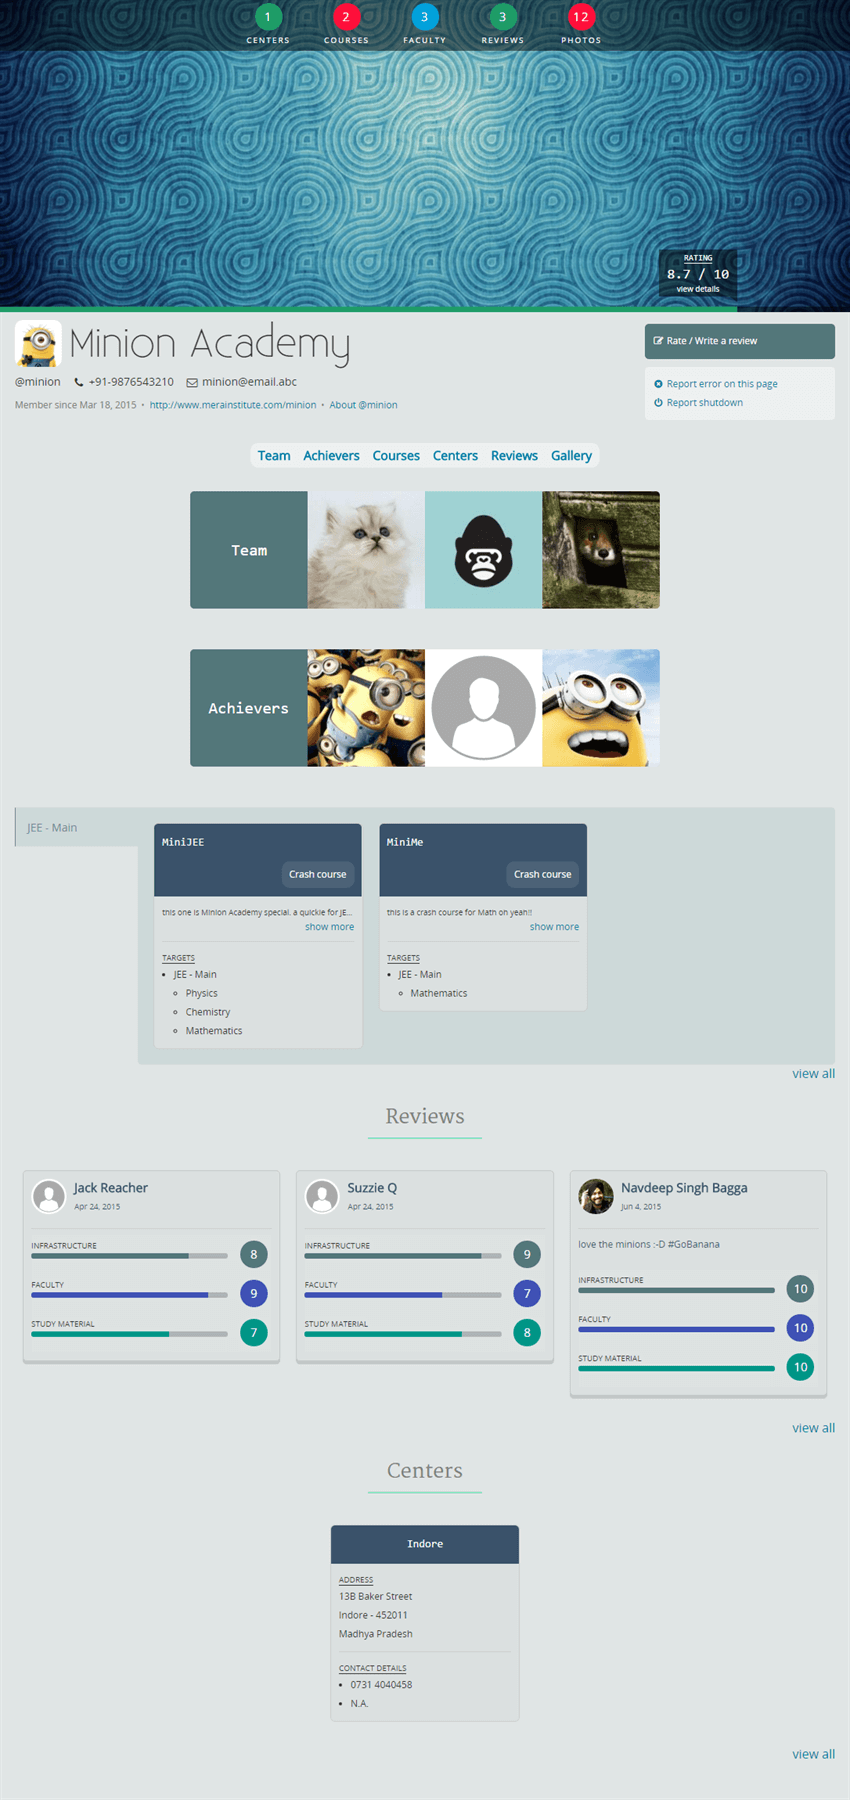 1 2 3 3 12
CENTERS COURSES FACULTY REVIEWS PHOTOS
RATING
8.7 / 10
view details
Minion Academy
Rate / Write a review
@minion +91-9876543210 minion@email.abc
Member since Mar 18, 2015 • http://www.merainstitute.com/minion • About @minion
Report error on this page
Report shutdown
Team Achievers Courses Centers Reviews Gallery
Team
Achievers
JEE - Main
MiniJEE
Crash course
this one is Minion Academy special. a quickie for JE...
show more
TARGETS
JEE - Main
Physics
Chemistry
Mathematics
MiniMe
Crash course
this is a crash course for Math oh yeah!!
show more
TARGETS
JEE - Main
Mathematics
view all
Reviews
Jack Reacher
Apr 24, 2015
INFRASTRUCTURE
8
FACULTY
9
STUDY MATERIAL
7
Suzzie Q
Apr 24, 2015
INFRASTRUCTURE
9
FACULTY
7
STUDY MATERIAL
8
Navdeep Singh Bagga
Jun 4, 2015
love the minions :-D #GoBanana
INFRASTRUCTURE
10
FACULTY
10
STUDY MATERIAL
10
view all
Centers
Indore
ADDRESS
13B Baker Street
Indore - 452011
Madhya Pradesh
CONTACT DETAILS
0731 4040458
N.A.
view all